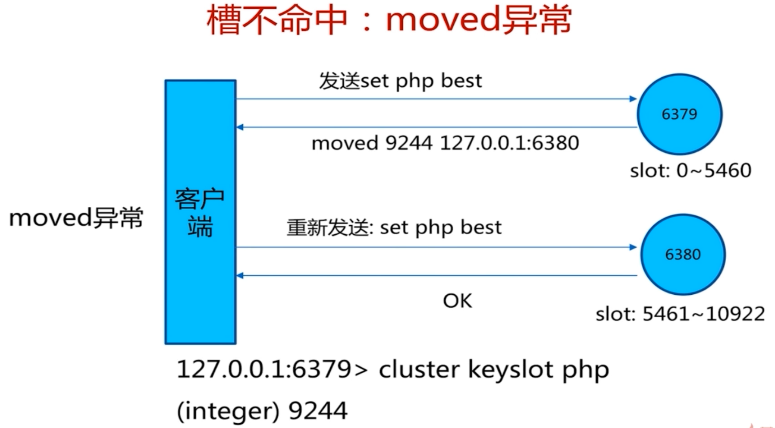 槽不命中：moved异常
发送set php best
6379
moved 9244 127.0.0.1:6380
slot: 0~5460
客户端
moved异常
重新发送: set php best
6380
OK
slot: 5461~10922
127.0.0.1:6379> cluster keyslot php
(integer) 9244